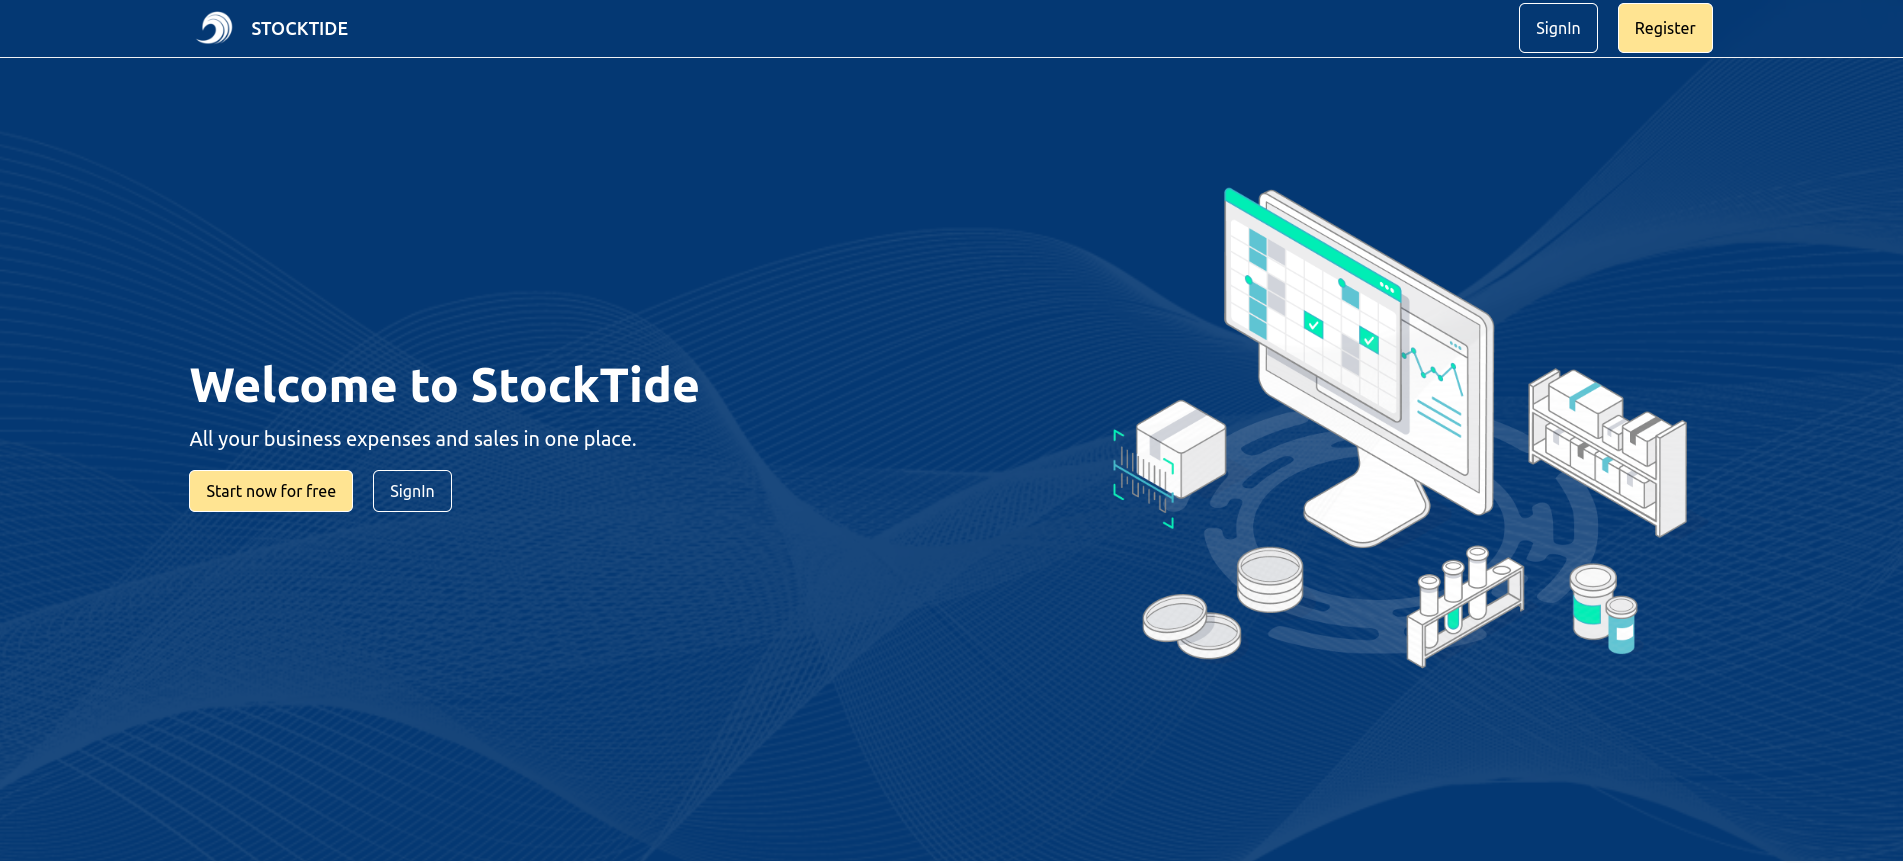 STOCKTIDE
SignIn
Register
Welcome to StockTide
All your business expenses and sales in one place.
Start now for free
SignIn